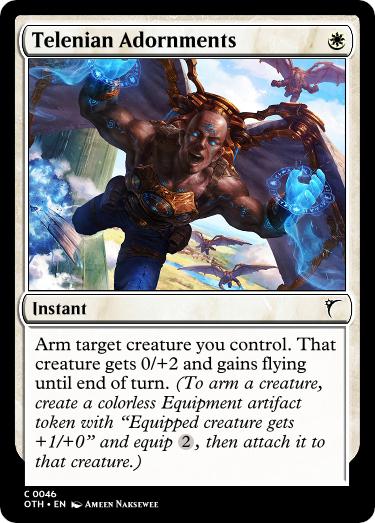 Telenian Adornments
Instant
Arm target creature you control. That
creature gets 0/+2 and gains flying
until end of turn. (To arm a creature,
create a colorless Equipment artifact
token with “Equipped creature gets
+1/+0” and equip 2, then attach it to
that creature.)
C 0046
OTH • EN Ameen Naksewee